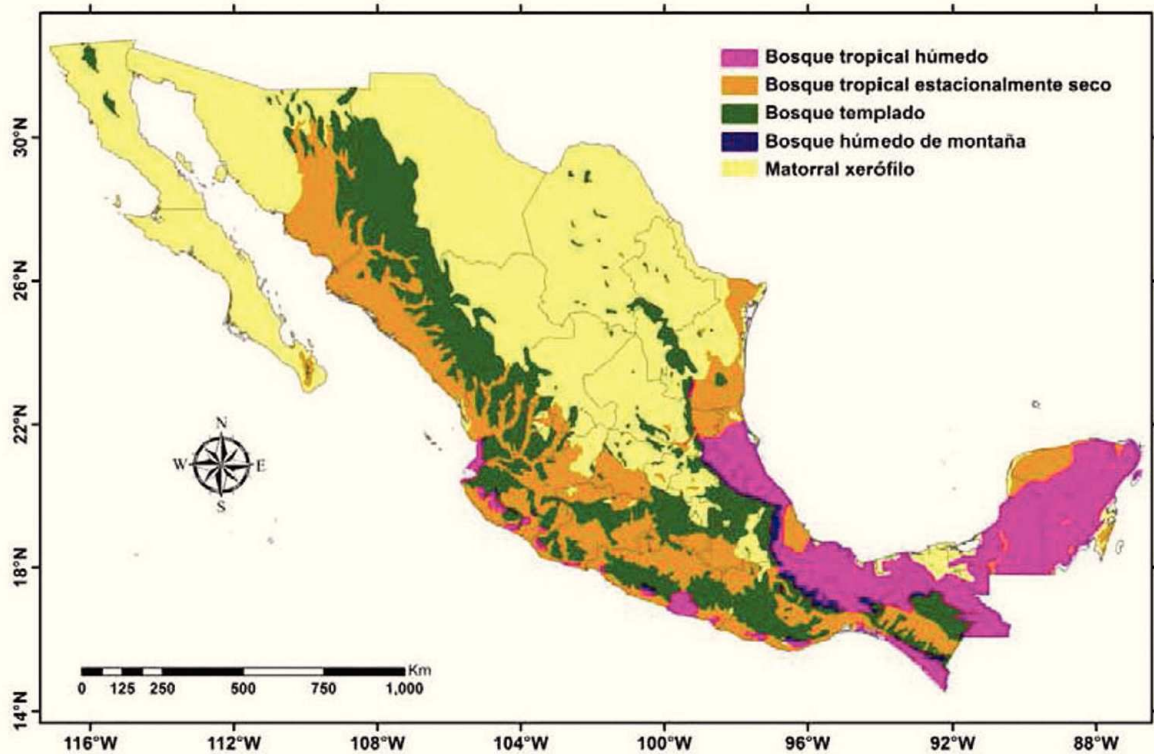 Bosque tropical húmedo
Bosque tropical estacionalmente seco
Bosque templado
Bosque húmedo de montaña
Matorral xerófilo
30°N
26°N
22°N
18°N
14°N
N
W E
S
Km
0 125 250 500 750 1,000
116°W 112°W 108°W 104°W 100°W 96°W 92°W 88°W